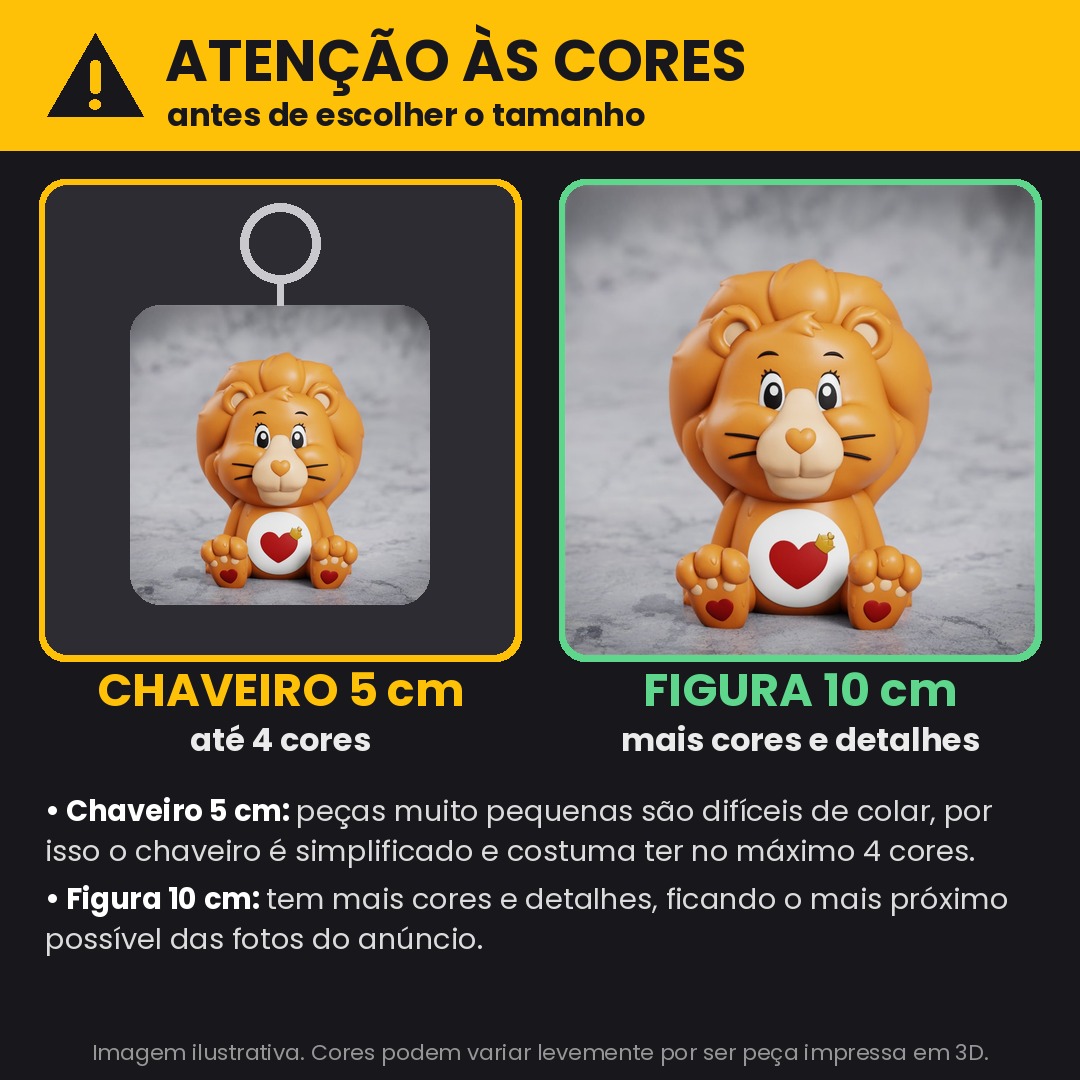 ATENÇÃO ÀS CORES
antes de escolher o tamanho
CHAVEIRO 5 cm
até 4 cores
FIGURA 10 cm
mais cores e detalhes
• Chaveiro 5 cm: peças muito pequenas são difíceis de colar, por
isso o chaveiro é simplificado e costuma ter no máximo 4 cores.
• Figura 10 cm: tem mais cores e detalhes, ficando o mais próximo
possível das fotos do anúncio.
Imagem ilustrativa. Cores podem variar levemente por ser peça impressa em 3D.